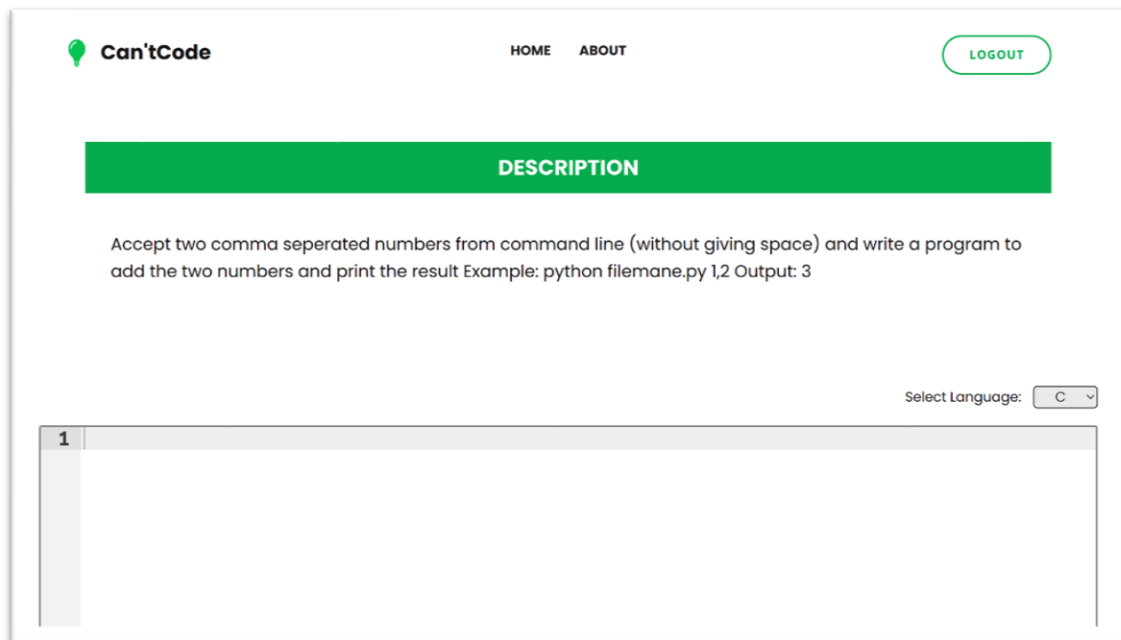 Can'tCode
HOME ABOUT
LOGOUT
DESCRIPTION
Accept two comma seperated numbers from command line (without giving space) and write a program to
add the two numbers and print the result Example: python filemane.py 1,2 Output: 3
Select Language: C
1